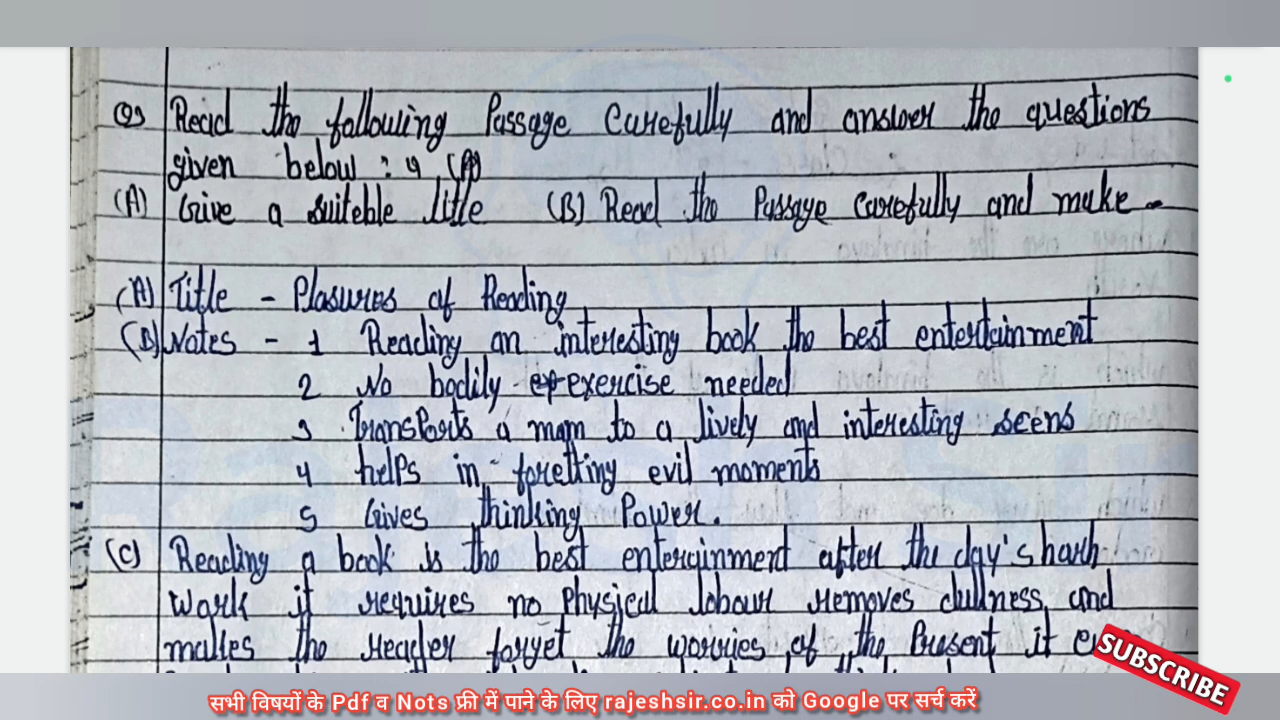 Q3 Read the following Passage Carefully and answer the questions
given below : 4 (A)
(A) Give a suiteble title (B) Read the Passage carefully and make -
(A) Title - Plasures of Reading
(B) Notes - 1 Reading an interesting book the best entertainment
2 No bodily exercise needed
3 Transports a mam to a lively and interesting seens
4 helps in foretting evil moments
5 Gives thinking Power.
(C) Reading a book is the best enterainment after the day's harh
work it requires no physical labour removes dullness and
makes the reader forget the worries of the Present it
SUBSCRIBE
सभी विषयों के Pdf व Nots फ्री में पाने के लिए rajeshsir.co.in को Google पर सर्च करें